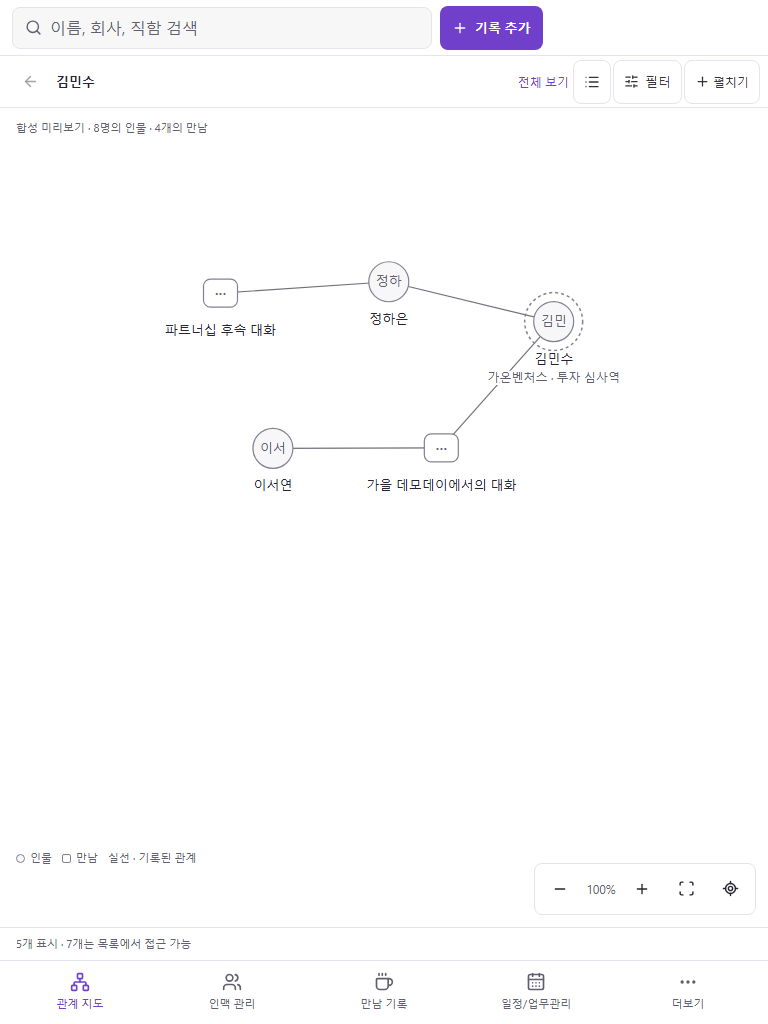 이름, 회사, 직함 검색
+ 기록 추가
김민수
전체 보기
필터
+ 펼치기
합성 미리보기 · 8명의 인물 · 4개의 만남
정하
정하은
파트너십 후속 대화
김민
김민수
가온벤처스 · 투자 심사역
이서
이서연
가을 데모데이에서의 대화
인물
만남
실선 · 기록된 관계
100%
5개 표시 · 7개는 목록에서 접근 가능
관계 지도
인맥 관리
만남 기록
일정/업무관리
더보기